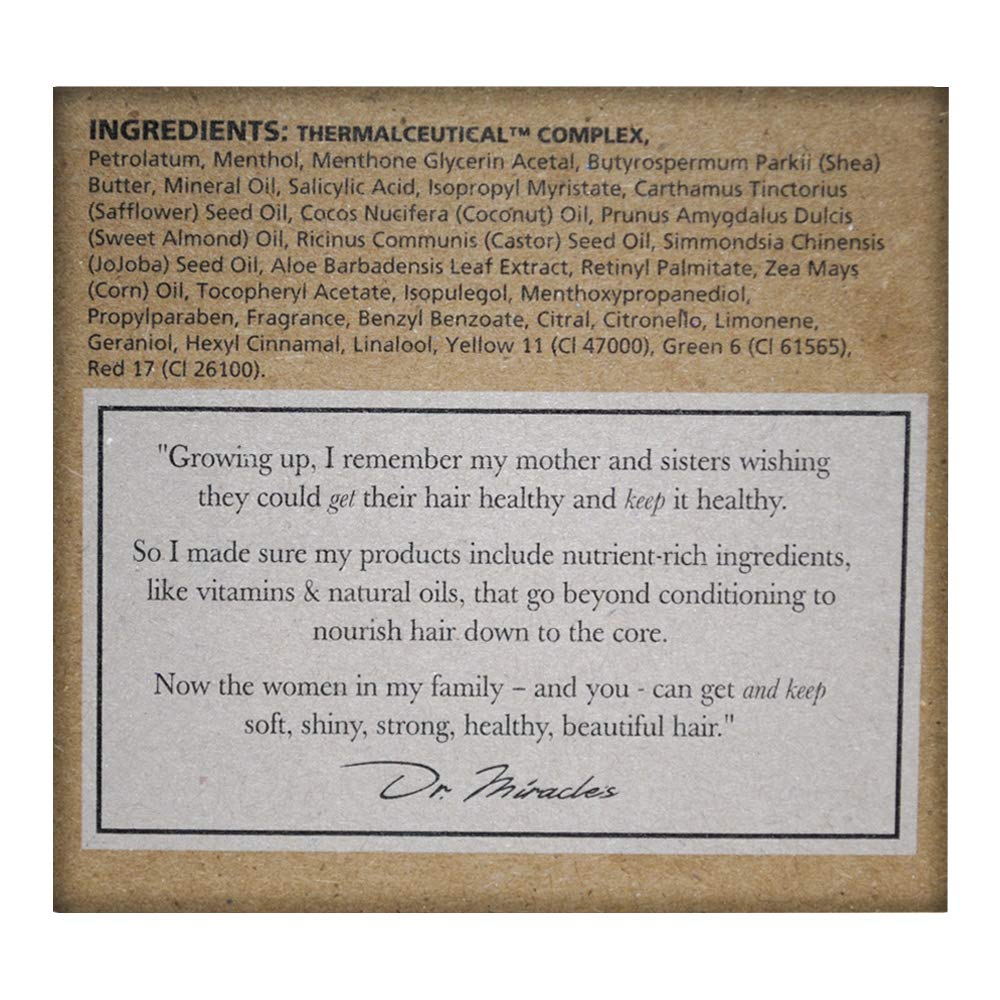 INGREDIENTS: THERMALCEUTICAL™ COMPLEX,
Petrolatum, Menthol, Menthone Glycerin Acetal, Butyrospermum Parkii (Shea)
Butter, Mineral Oil, Salicylic Acid, Isopropyl Myristate, Carthamus Tinctorius
(Safflower) Seed Oil, Cocos Nucifera (Coconut) Oil, Prunus Amygdalus Dulcis
(Sweet Almond) Oil, Ricinus Communis (Castor) Seed Oil, Simmondsia Chinensis
(JoJoba) Seed Oil, Aloe Barbadensis Leaf Extract, Retinyl Palmitate, Zea Mays
(Corn) Oil, Tocopheryl Acetate, Isopulegol, Menthoxypropanediol,
Propylparaben, Fragrance, Benzyl Benzoate, Citral, Citronello, Limonene,
Geraniol, Hexyl Cinnamal, Linalool, Yellow 11 (CI 47000), Green 6 (CI 61565),
Red 17 (CI 26100).
"Growing up, I remember my mother and sisters wishing
they could get their hair healthy and keep it healthy.
So I made sure my products include nutrient-rich ingredients,
like vitamins & natural oils, that go beyond conditioning to
nourish hair down to the core.
Now the women in my family – and you - can get and keep
soft, shiny, strong, healthy, beautiful hair."
Dr. Miracles